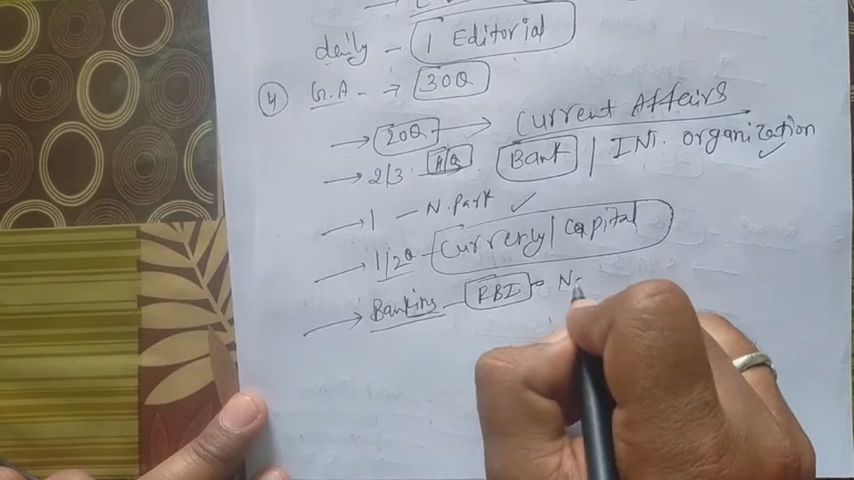 daily - 1 Editorial
4 G.A - → 30Q
→ 20Q → Current Affairs
→ 2/3 H/Q Bank / INT. organization ✓
→ 1 - N. Park ✓
→ 1/2Q - Currency / Capital
→ Banking - RBI